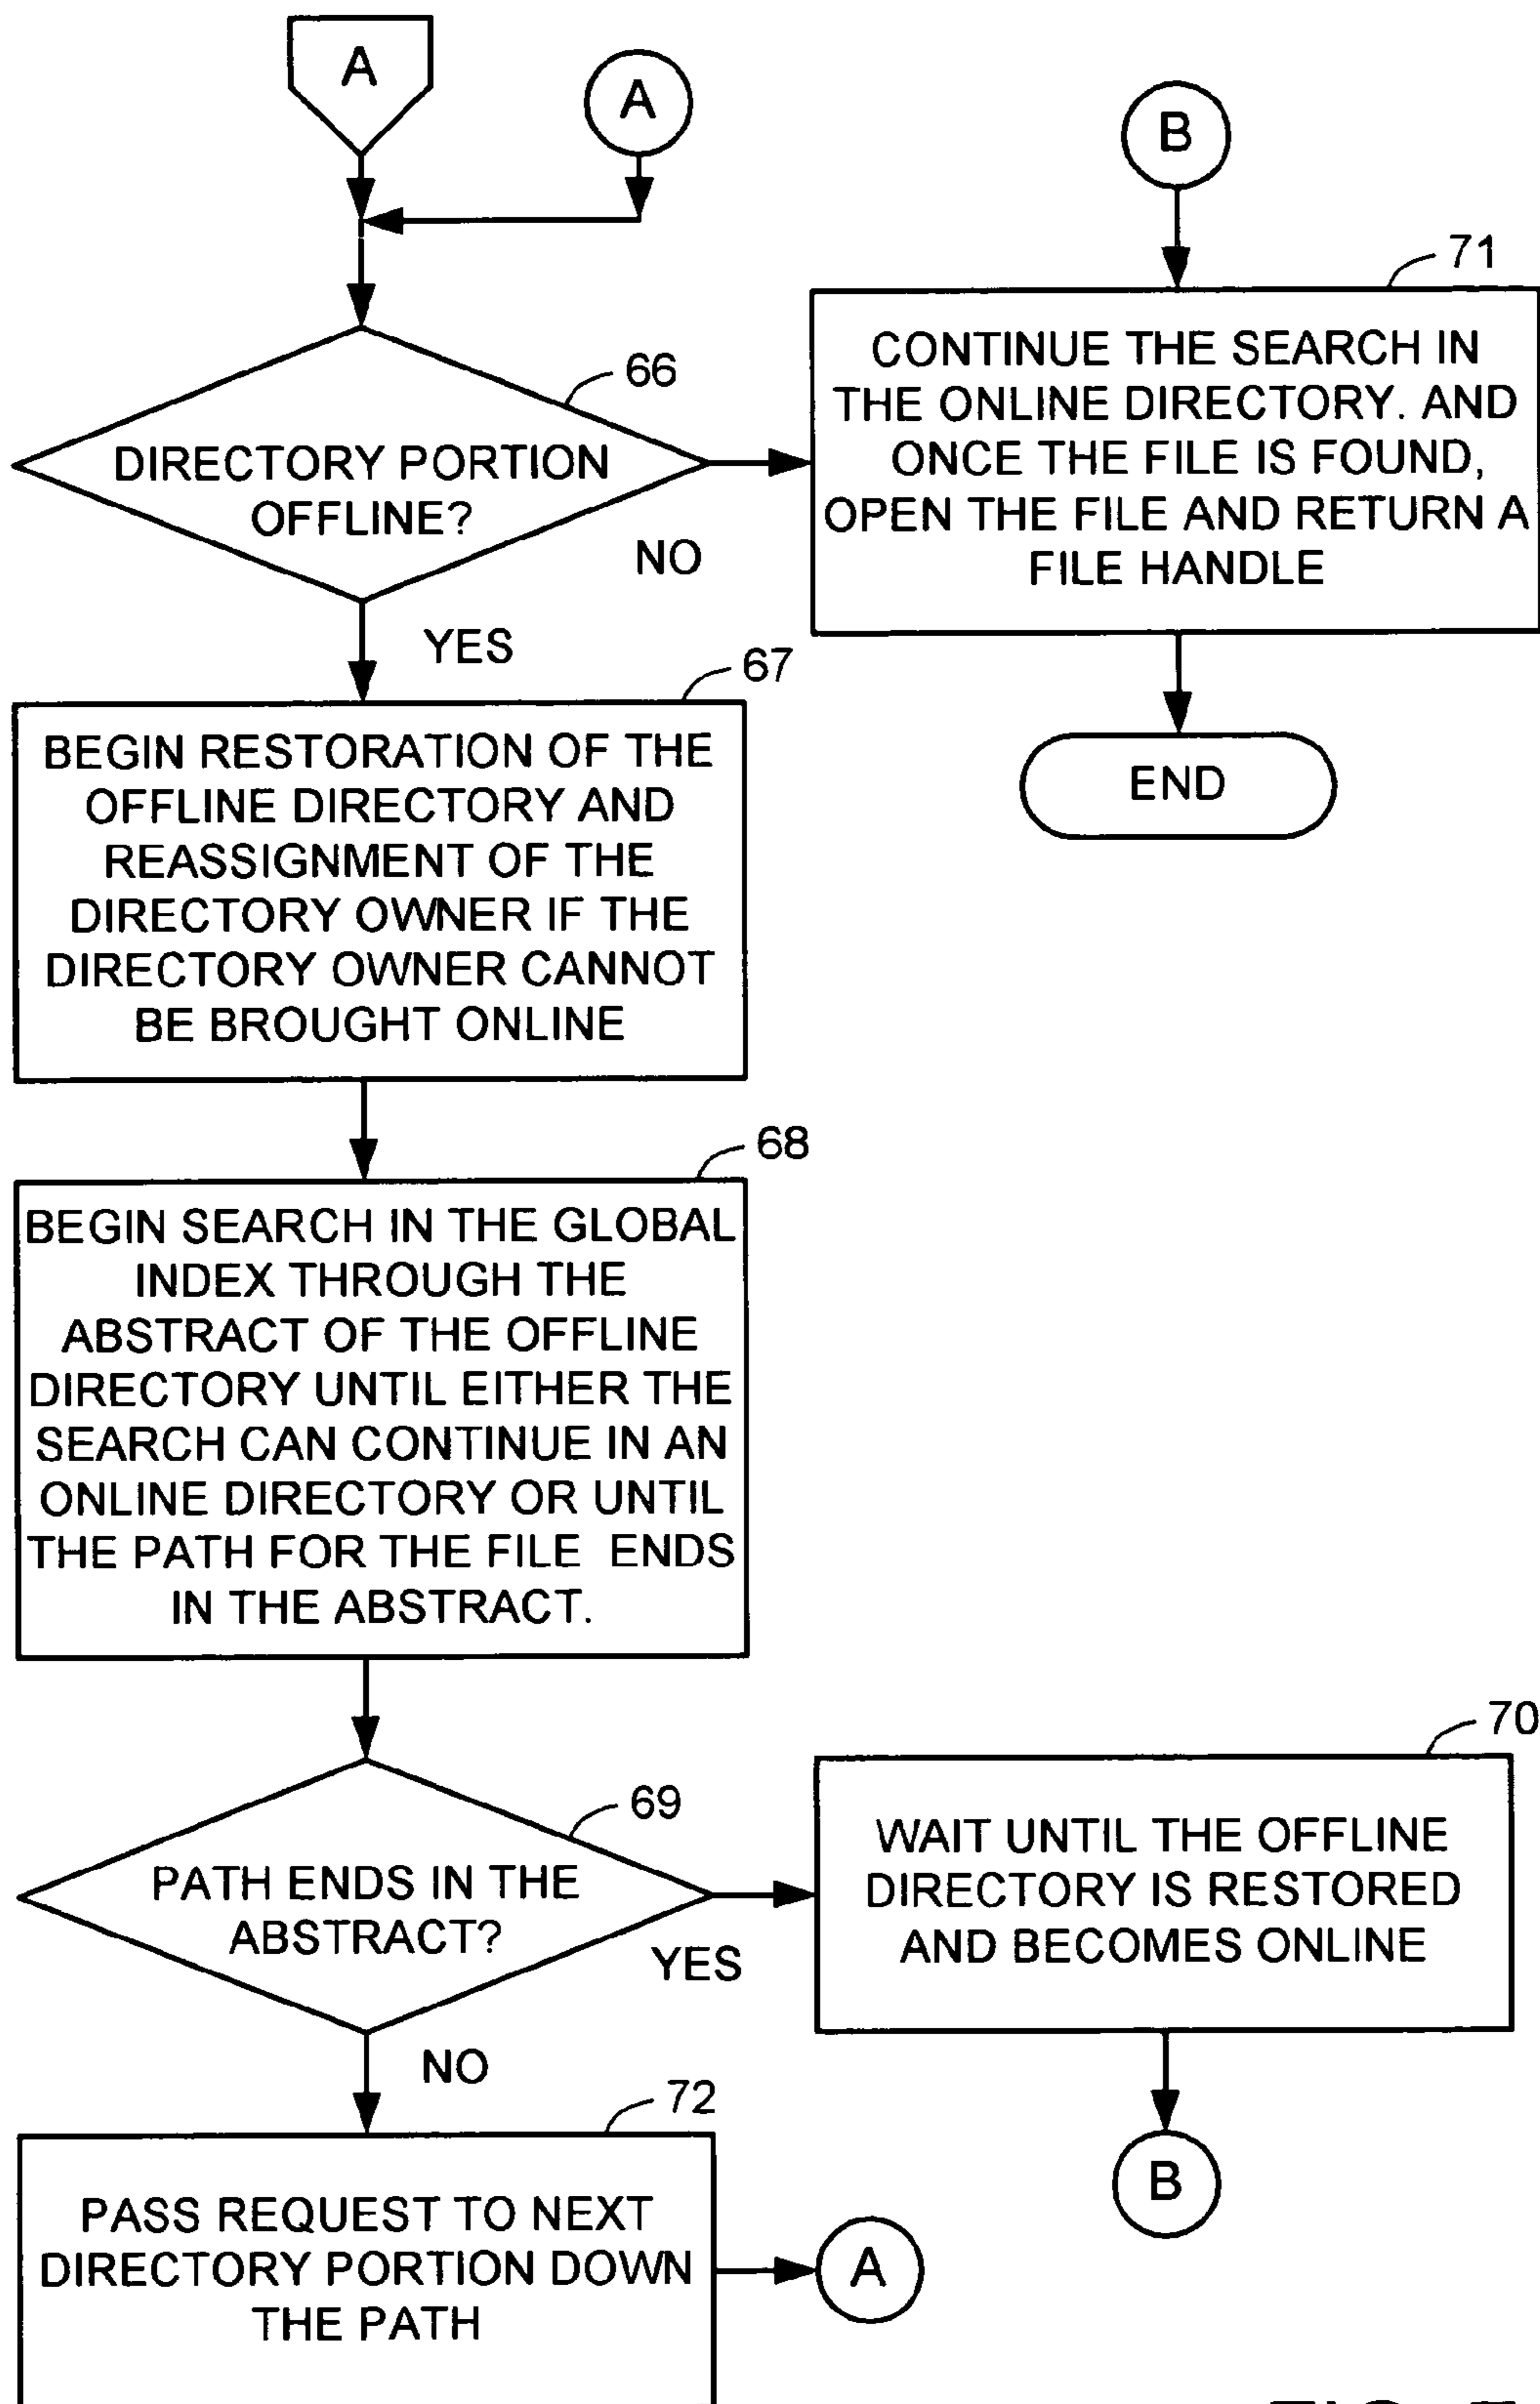 A
A
B
71
CONTINUE THE SEARCH IN
THE ONLINE DIRECTORY. AND
ONCE THE FILE IS FOUND,
OPEN THE FILE AND RETURN A
FILE HANDLE
66
DIRECTORY PORTION
OFFLINE?
NO
YES
END
67
BEGIN RESTORATION OF THE
OFFLINE DIRECTORY AND
REASSIGNMENT OF THE
DIRECTORY OWNER IF THE
DIRECTORY OWNER CANNOT
BE BROUGHT ONLINE
68
BEGIN SEARCH IN THE GLOBAL
INDEX THROUGH THE
ABSTRACT OF THE OFFLINE
DIRECTORY UNTIL EITHER THE
SEARCH CAN CONTINUE IN AN
ONLINE DIRECTORY OR UNTIL
THE PATH FOR THE FILE ENDS
IN THE ABSTRACT.
69
PATH ENDS IN THE
ABSTRACT?
YES
NO
70
WAIT UNTIL THE OFFLINE
DIRECTORY IS RESTORED
AND BECOMES ONLINE
B
72
PASS REQUEST TO NEXT
DIRECTORY PORTION DOWN
THE PATH
A